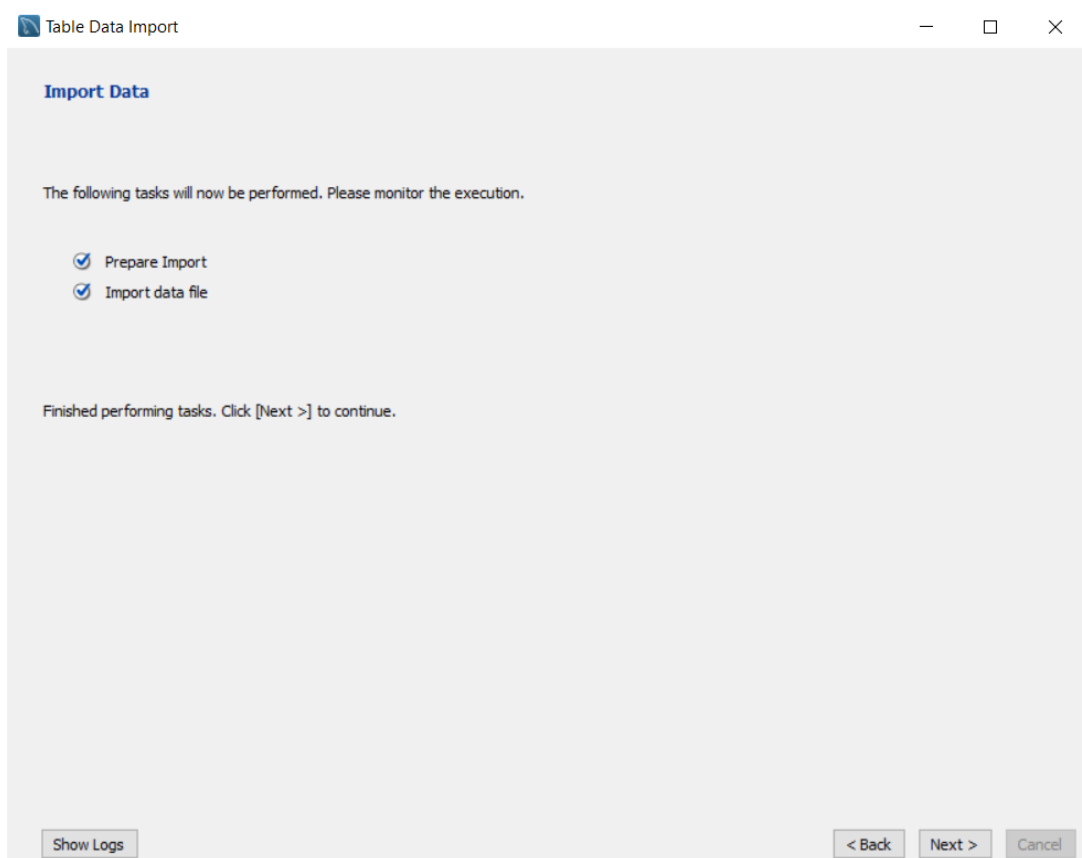 Table Data Import
Import Data
The following tasks will now be performed. Please monitor the execution.
Prepare Import
Import data file
Finished performing tasks. Click [Next >] to continue.
Show Logs
< Back
Next >
Cancel